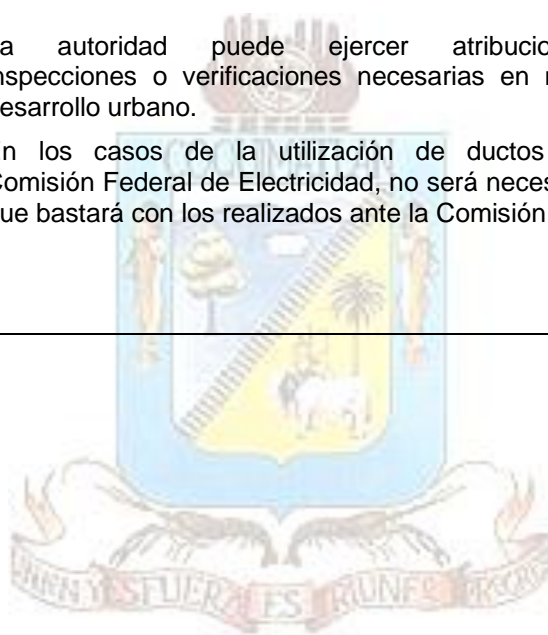 a autoridad puede ejercer atribucio
nspecciones o verificaciones necesarias en
esarrollo urbano.
n los casos de la utilización de ductos
Comisión Federal de Electricidad, no será neces
ue bastará con los realizados ante la Comisión